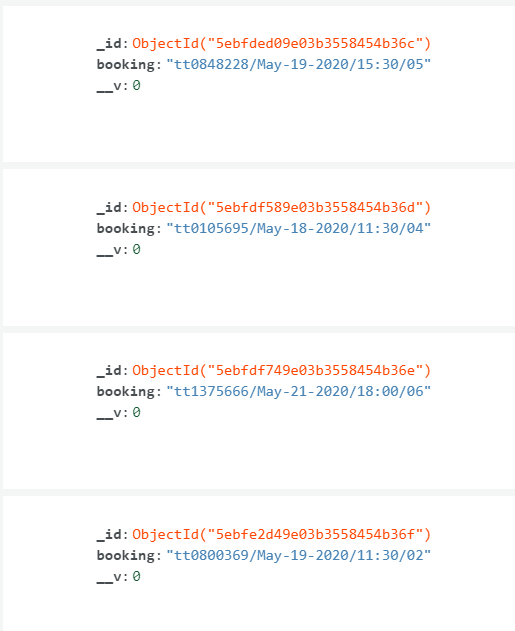 _id: ObjectId("5ebfded09e03b3558454b36c")
booking: "tt0848228/May-19-2020/15:30/05"
__v: 0
_id: ObjectId("5ebfdf589e03b3558454b36d")
booking: "tt0105695/May-18-2020/11:30/04"
__v: 0
_id: ObjectId("5ebfdf749e03b3558454b36e")
booking: "tt1375666/May-21-2020/18:00/06"
__v: 0
_id: ObjectId("5ebfe2d49e03b3558454b36f")
booking: "tt0800369/May-19-2020/11:30/02"
__v: 0